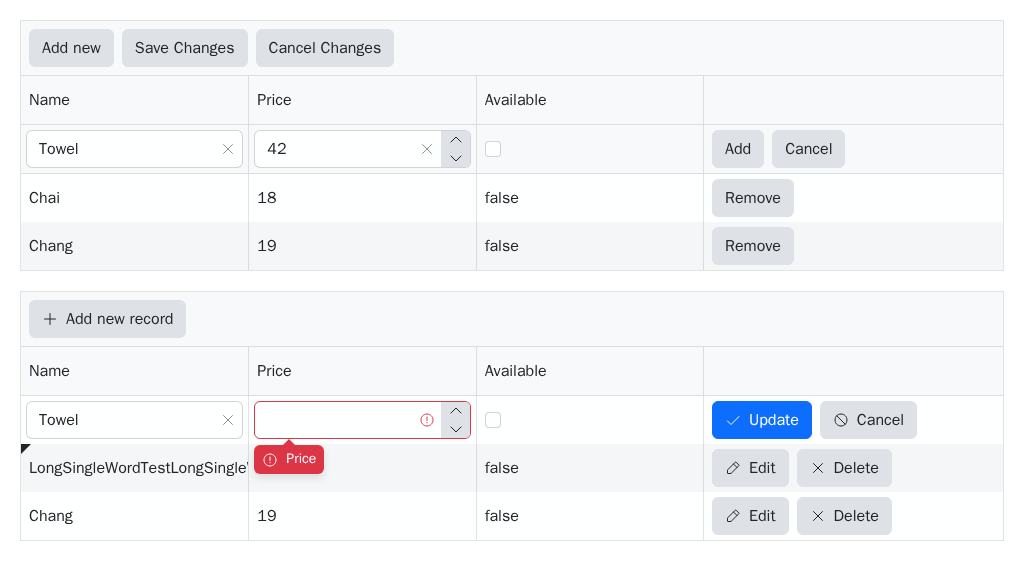 Add new Save Changes Cancel Changes
Name Price Available
Towel 42 Add Cancel
Chai 18 false Remove
Chang 19 false Remove
Add new record
Name Price Available
Towel Update Cancel
Price
LongSingleWordTestLongSingle false Edit Delete
Chang 19 false Edit Delete